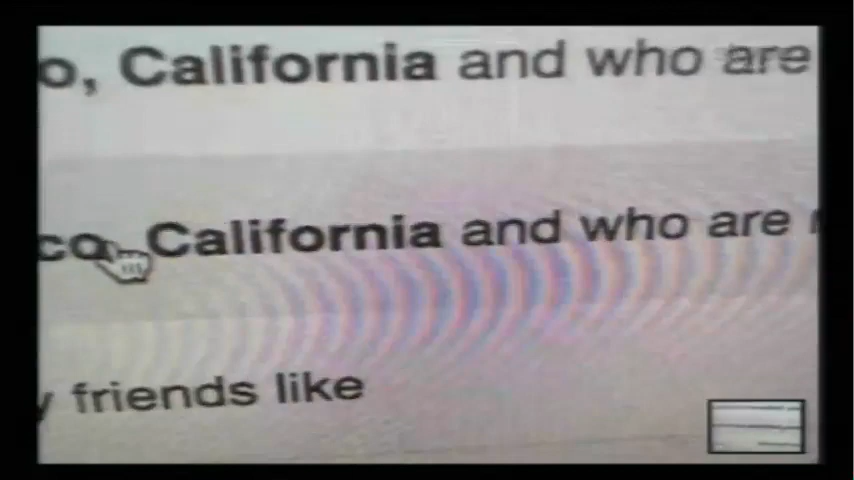 o, California and who are
co, California and who are
friends like